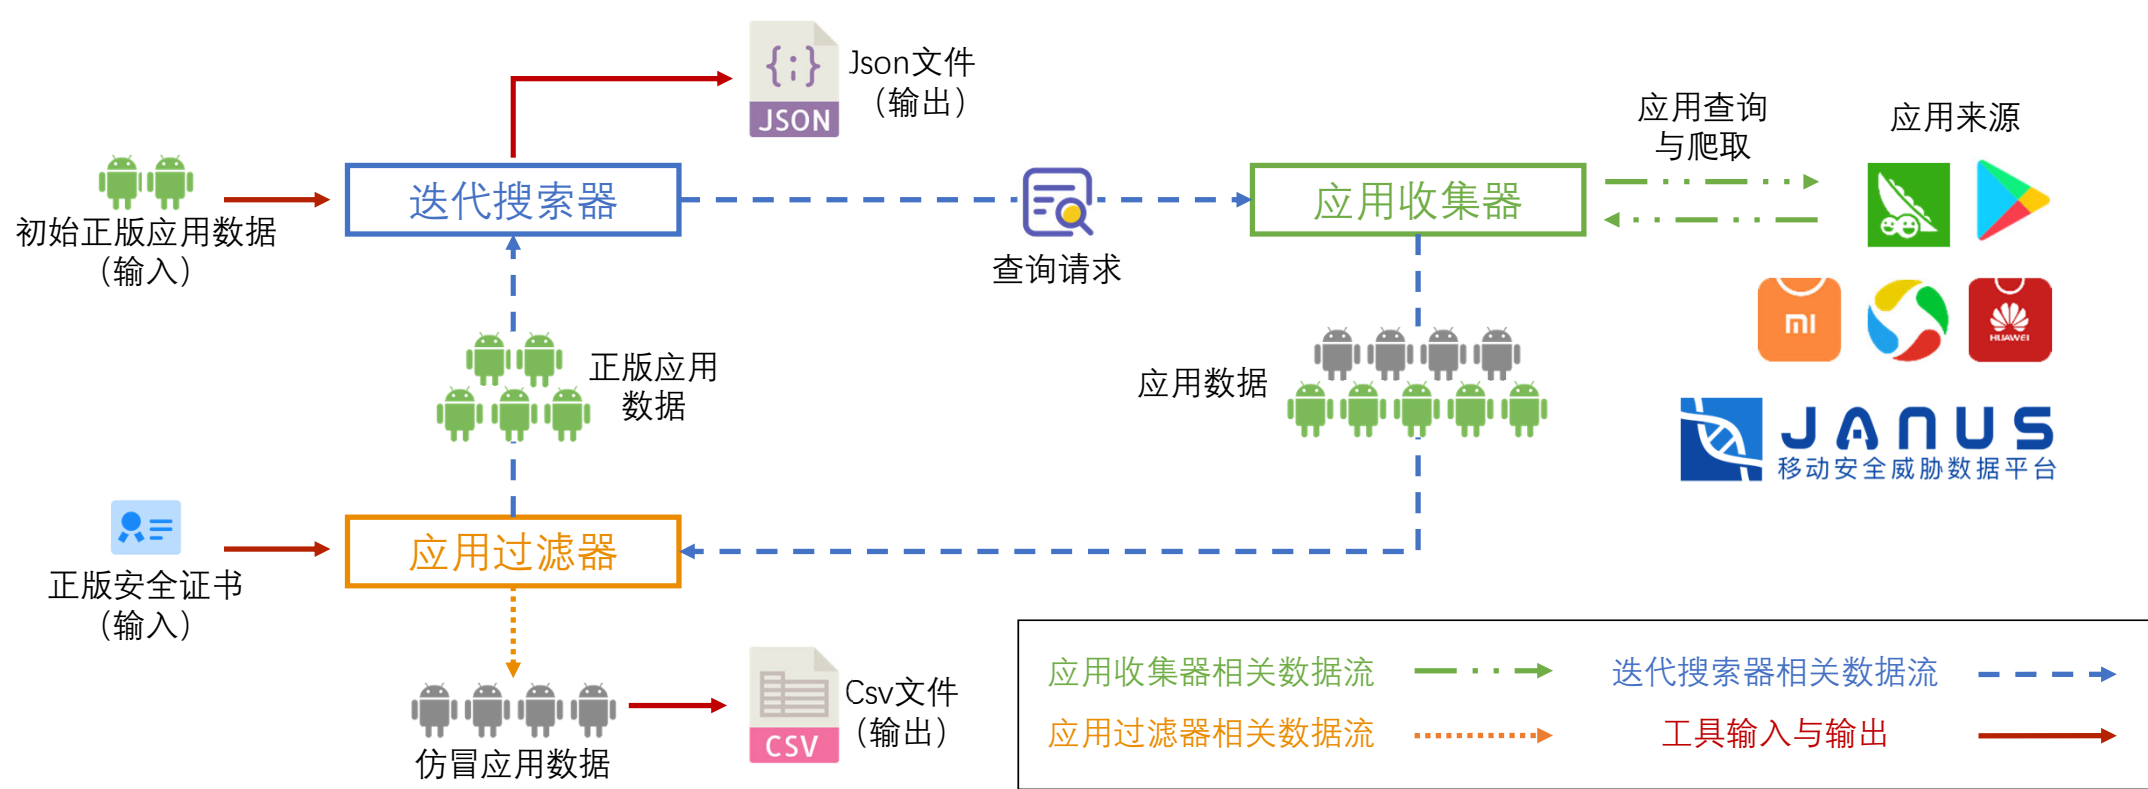 Json文件
（输出）
JSON
应用查询
与爬取
应用来源
迭代搜索器
应用收集器
初始正版应用数据
（输入）
查询请求
mi
HUAWEI
正版应用
数据
应用数据
JANUS
移动安全威胁数据平台
应用过滤器
正版安全证书
（输入）
Csv文件
（输出）
CSV
仿冒应用数据
应用收集器相关数据流
迭代搜索器相关数据流
应用过滤器相关数据流
工具输入与输出